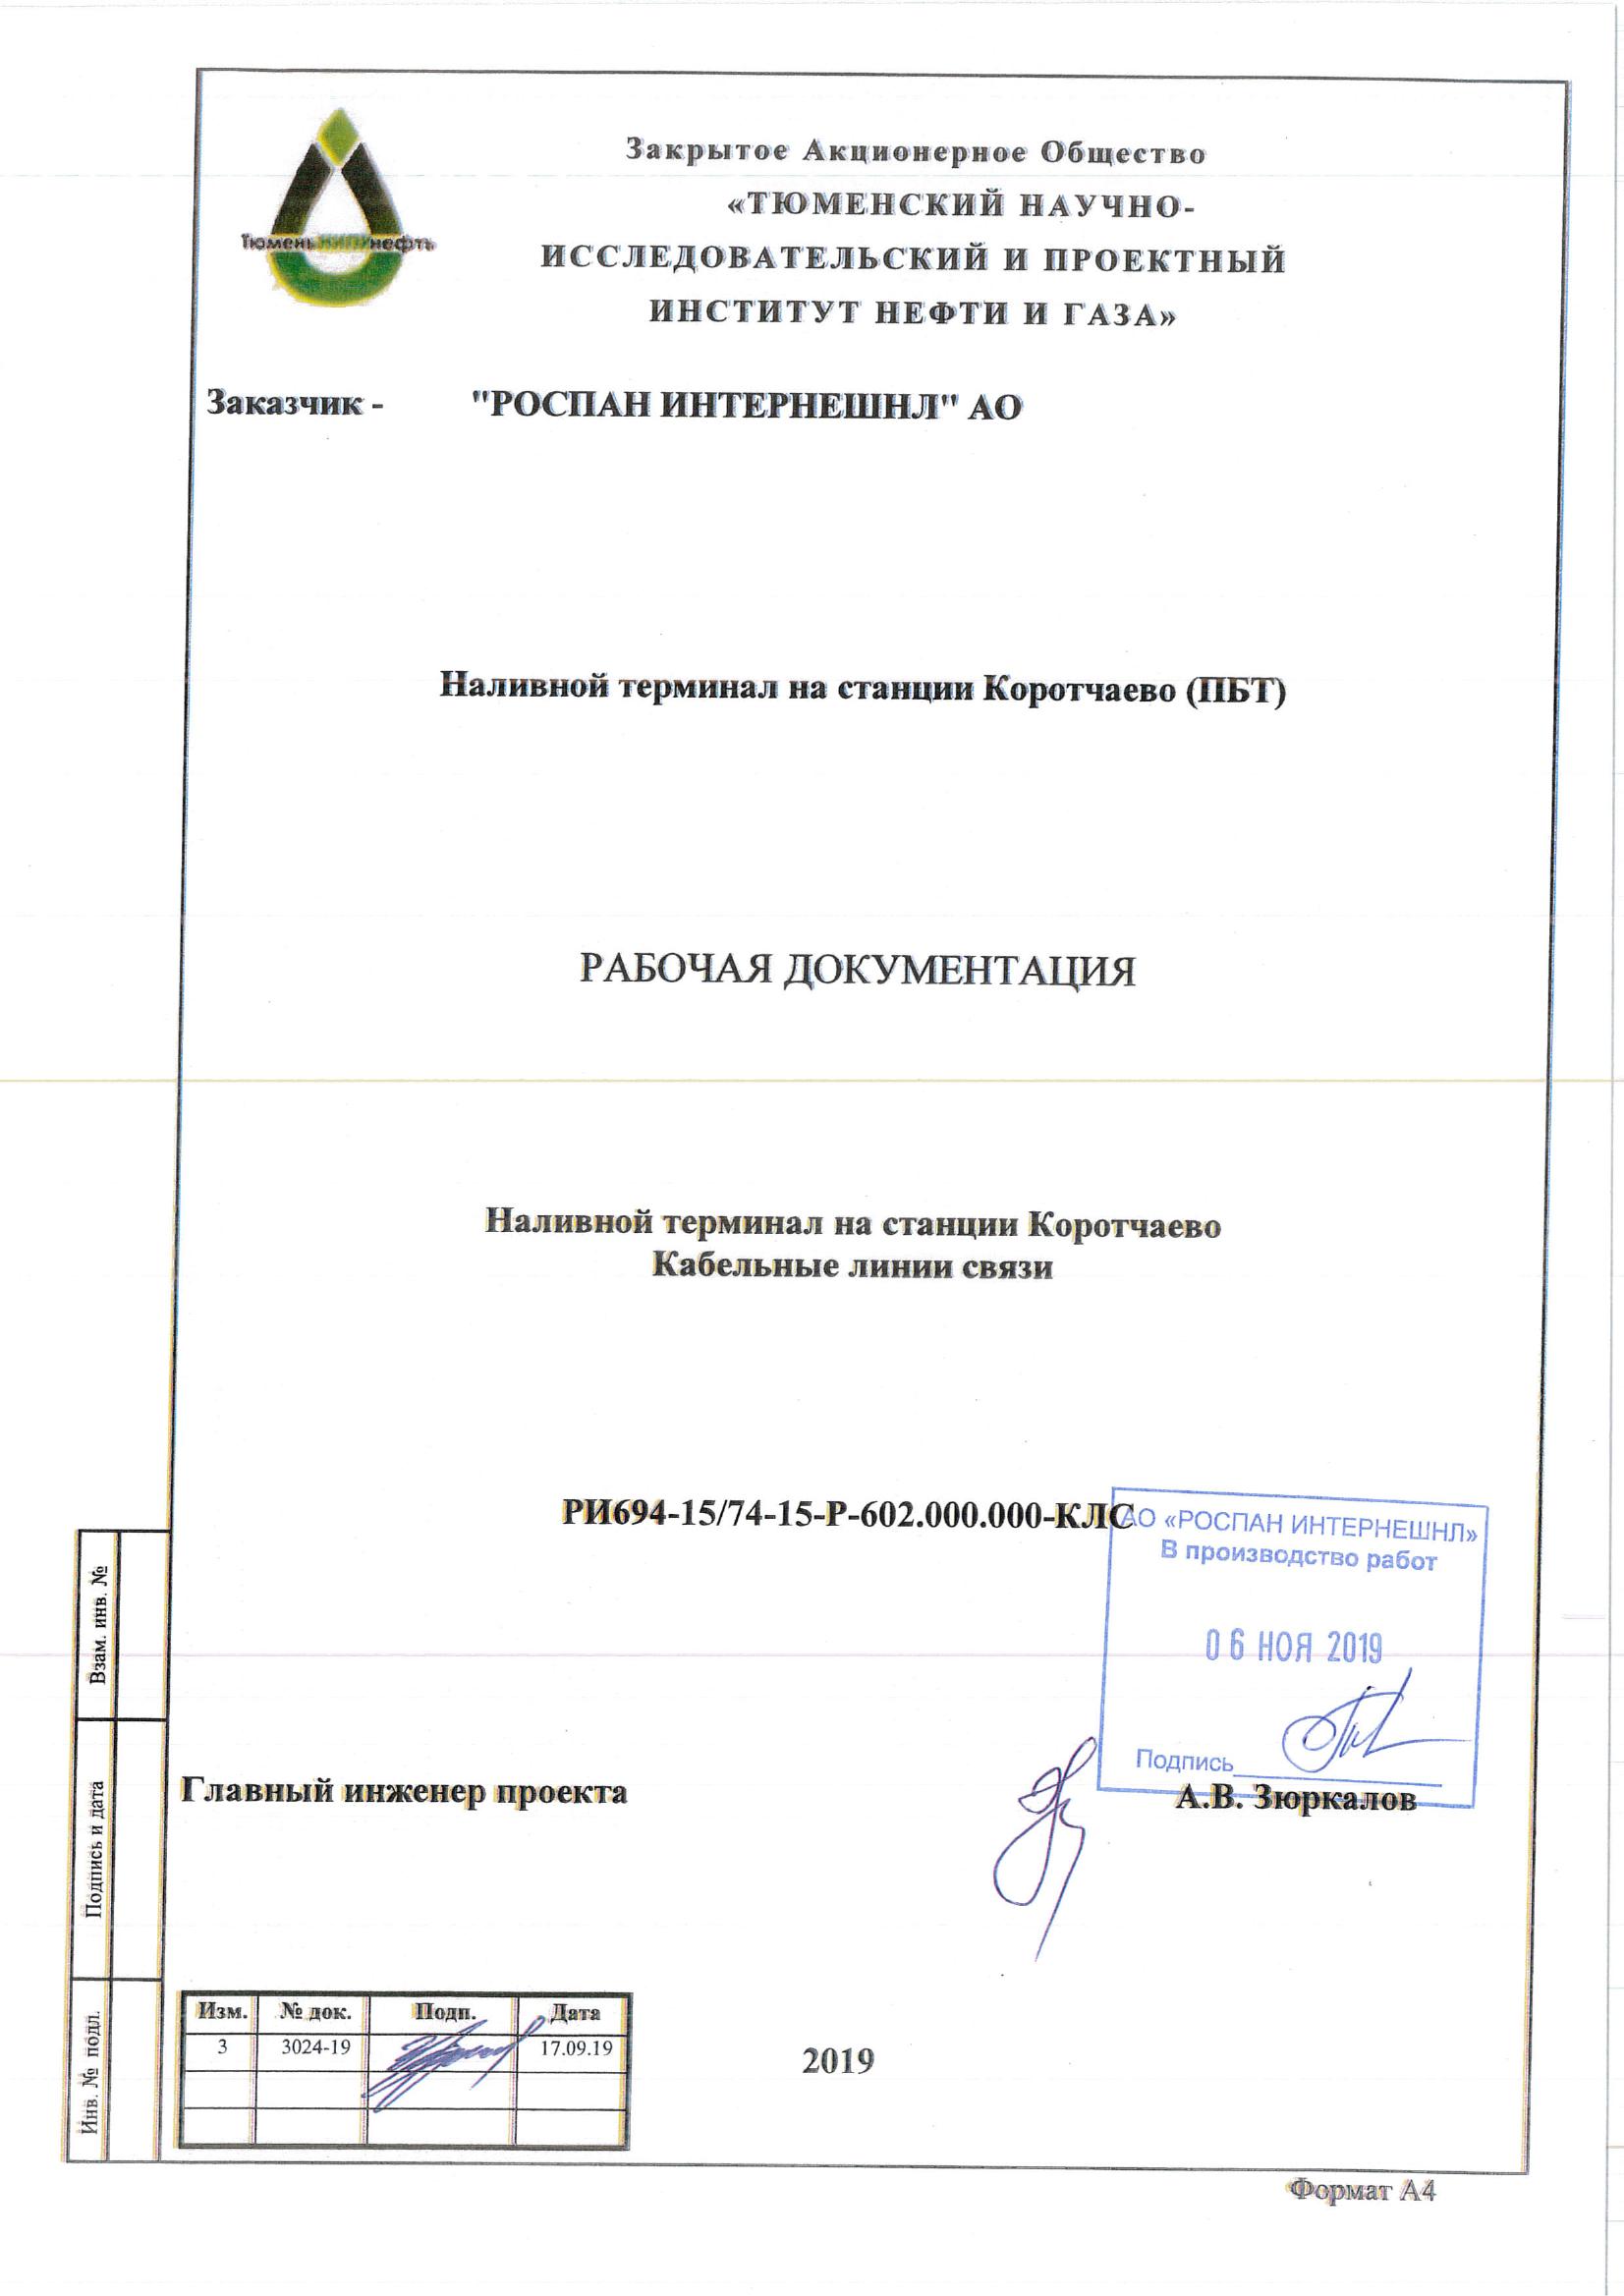 Закрытое Акционерное Общество
«ТЮМЕНСКИЙ НАУЧНО-
ИССЛЕДОВАТЕЛЬСКИЙ И ПРОЕКТНЫЙ
ИНСТИТУТ НЕФТИ И ГАЗА»
ТюменьНИПИнефть
Заказчик - "РОСПАН ИНТЕРНЕШНЛ" АО
Наливной терминал на станции Коротчаево (ПБТ)
РАБОЧАЯ ДОКУМЕНТАЦИЯ
Наливной терминал на станции Коротчаево
Кабельные линии связи
РИ694-15/74-15-Р-602.000.000-КЛС
АО «РОСПАН ИНТЕРНЕШНЛ»
В производство работ
06 НОЯ 2019
Подпись
Главный инженер проекта А.В. Зюркалов
Взам. инв. №
Подпись и дата
Инв. № подл.
Изм. № док. Подп. Дата
3 3024-19 17.09.19
2019
Формат А4